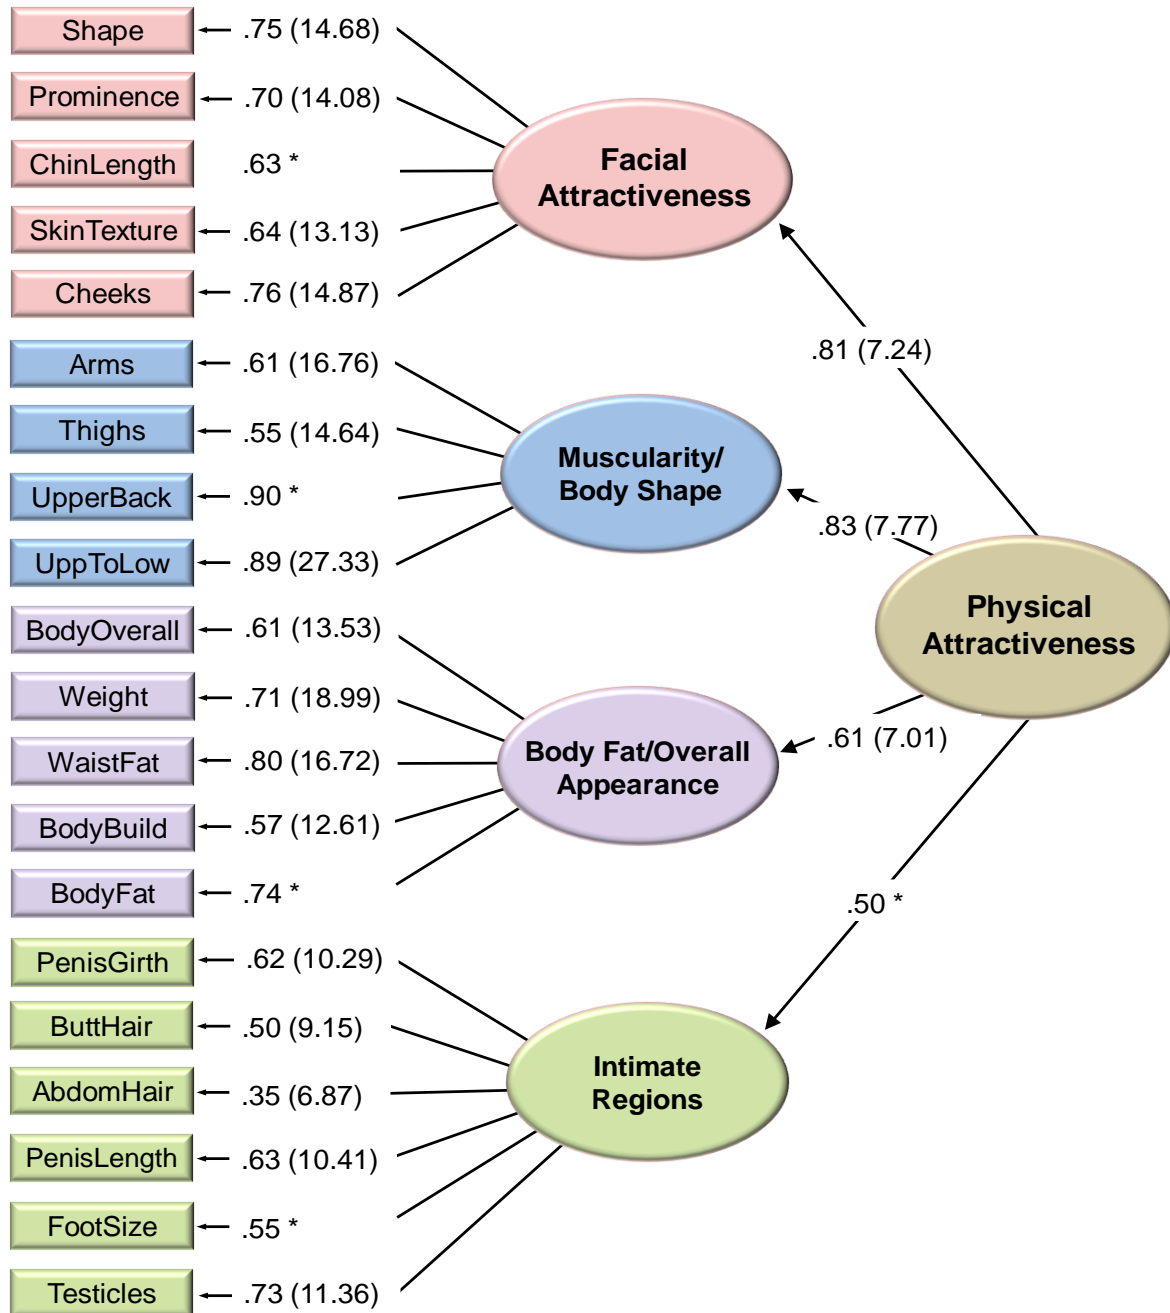 Shape .75 (14.68)
Prominence .70 (14.08)
ChinLength .63 *
SkinTexture .64 (13.13)
Cheeks .76 (14.87)
Facial
Attractiveness
.81 (7.24)
Arms .61 (16.76)
Thighs .55 (14.64)
UpperBack .90 *
UppToLow .89 (27.33)
Muscularity/
Body Shape
.83 (7.77)
Physical
Attractiveness
BodyOverall .61 (13.53)
Weight .71 (18.99)
WaistFat .80 (16.72)
BodyBuild .57 (12.61)
BodyFat .74 *
Body Fat/Overall
Appearance
.61 (7.01)
.50 *
PenisGirth .62 (10.29)
ButtHair .50 (9.15)
AbdomHair .35 (6.87)
PenisLength .63 (10.41)
FootSize .55 *
Testicles .73 (11.36)
Intimate
Regions